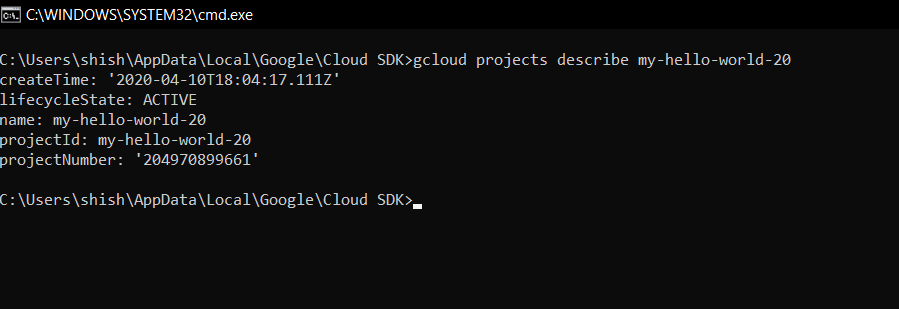 C:\WINDOWS\SYSTEM32\cmd.exe
C:\Users\shish\AppData\Local\Google\Cloud SDK>gcloud projects describe my-hello-world-20
createTime: '2020-04-10T18:04:17.111Z'
lifecycleState: ACTIVE
name: my-hello-world-20
projectId: my-hello-world-20
projectNumber: '204970899661'
C:\Users\shish\AppData\Local\Google\Cloud SDK>